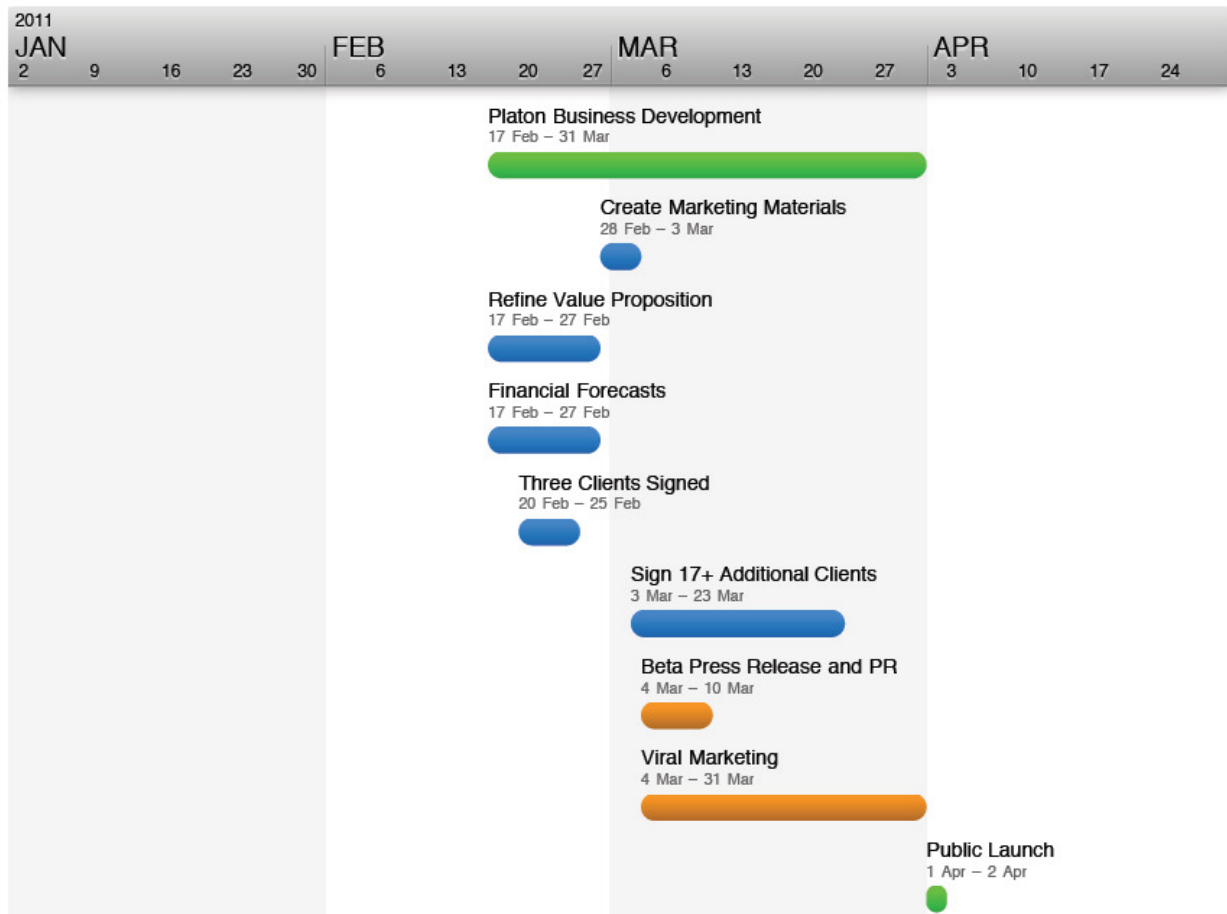 2011
JAN FEB MAR APR
2 9 16 23 30 6 13 20 27 6 13 20 27 3 10 17 24
Platon Business Development
17 Feb – 31 Mar
Create Marketing Materials
28 Feb – 3 Mar
Refine Value Proposition
17 Feb – 27 Feb
Financial Forecasts
17 Feb – 27 Feb
Three Clients Signed
20 Feb – 25 Feb
Sign 17+ Additional Clients
3 Mar – 23 Mar
Beta Press Release and PR
4 Mar – 10 Mar
Viral Marketing
4 Mar – 31 Mar
Public Launch
1 Apr – 2 Apr